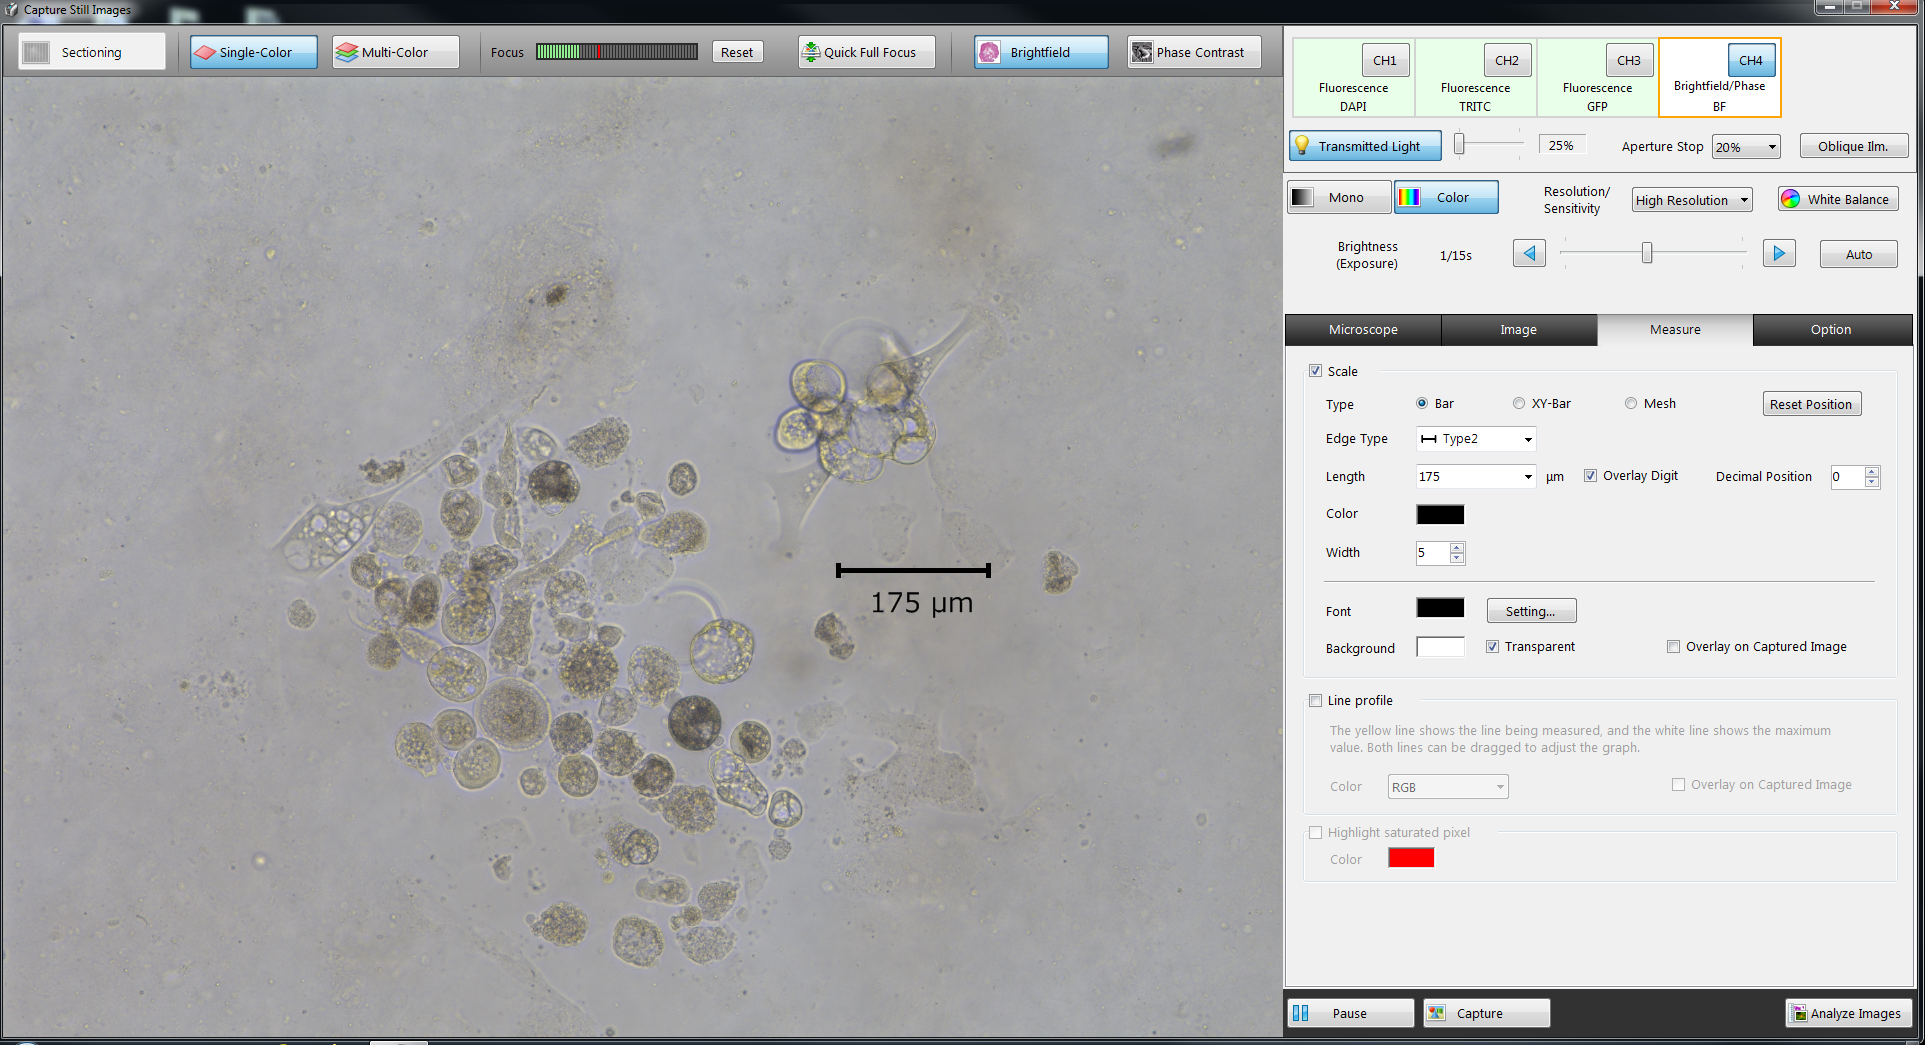 Capture Still Images
Sectioning
Single-Color
Multi-Color
Focus
Reset
Quick Full Focus
Brightfield
Phase Contrast
CH1
Fluorescence
DAPI
CH2
Fluorescence
TRITC
CH3
Fluorescence
GFP
CH4
Brightfield/Phase
BF
Transmitted Light
25%
Aperture Stop
20%
Oblique Ilm.
Mono
Color
Resolution/
Sensitivity
High Resolution
White Balance
Brightness
(Exposure)
1/15s
Auto
Microscope
Image
Measure
Option
Scale
Type
Bar
XY-Bar
Mesh
Reset Position
Edge Type
Type2
Length
175
µm
Overlay Digit
Decimal Position
0
Color
Width
5
Font
Setting...
Background
Transparent
Overlay on Captured Image
Line profile
The yellow line shows the line being measured, and the white line shows the maximum
value. Both lines can be dragged to adjust the graph.
Color
RGB
Overlay on Captured Image
Highlight saturated pixel
Color
175 µm
Pause
Capture
Analyze Images